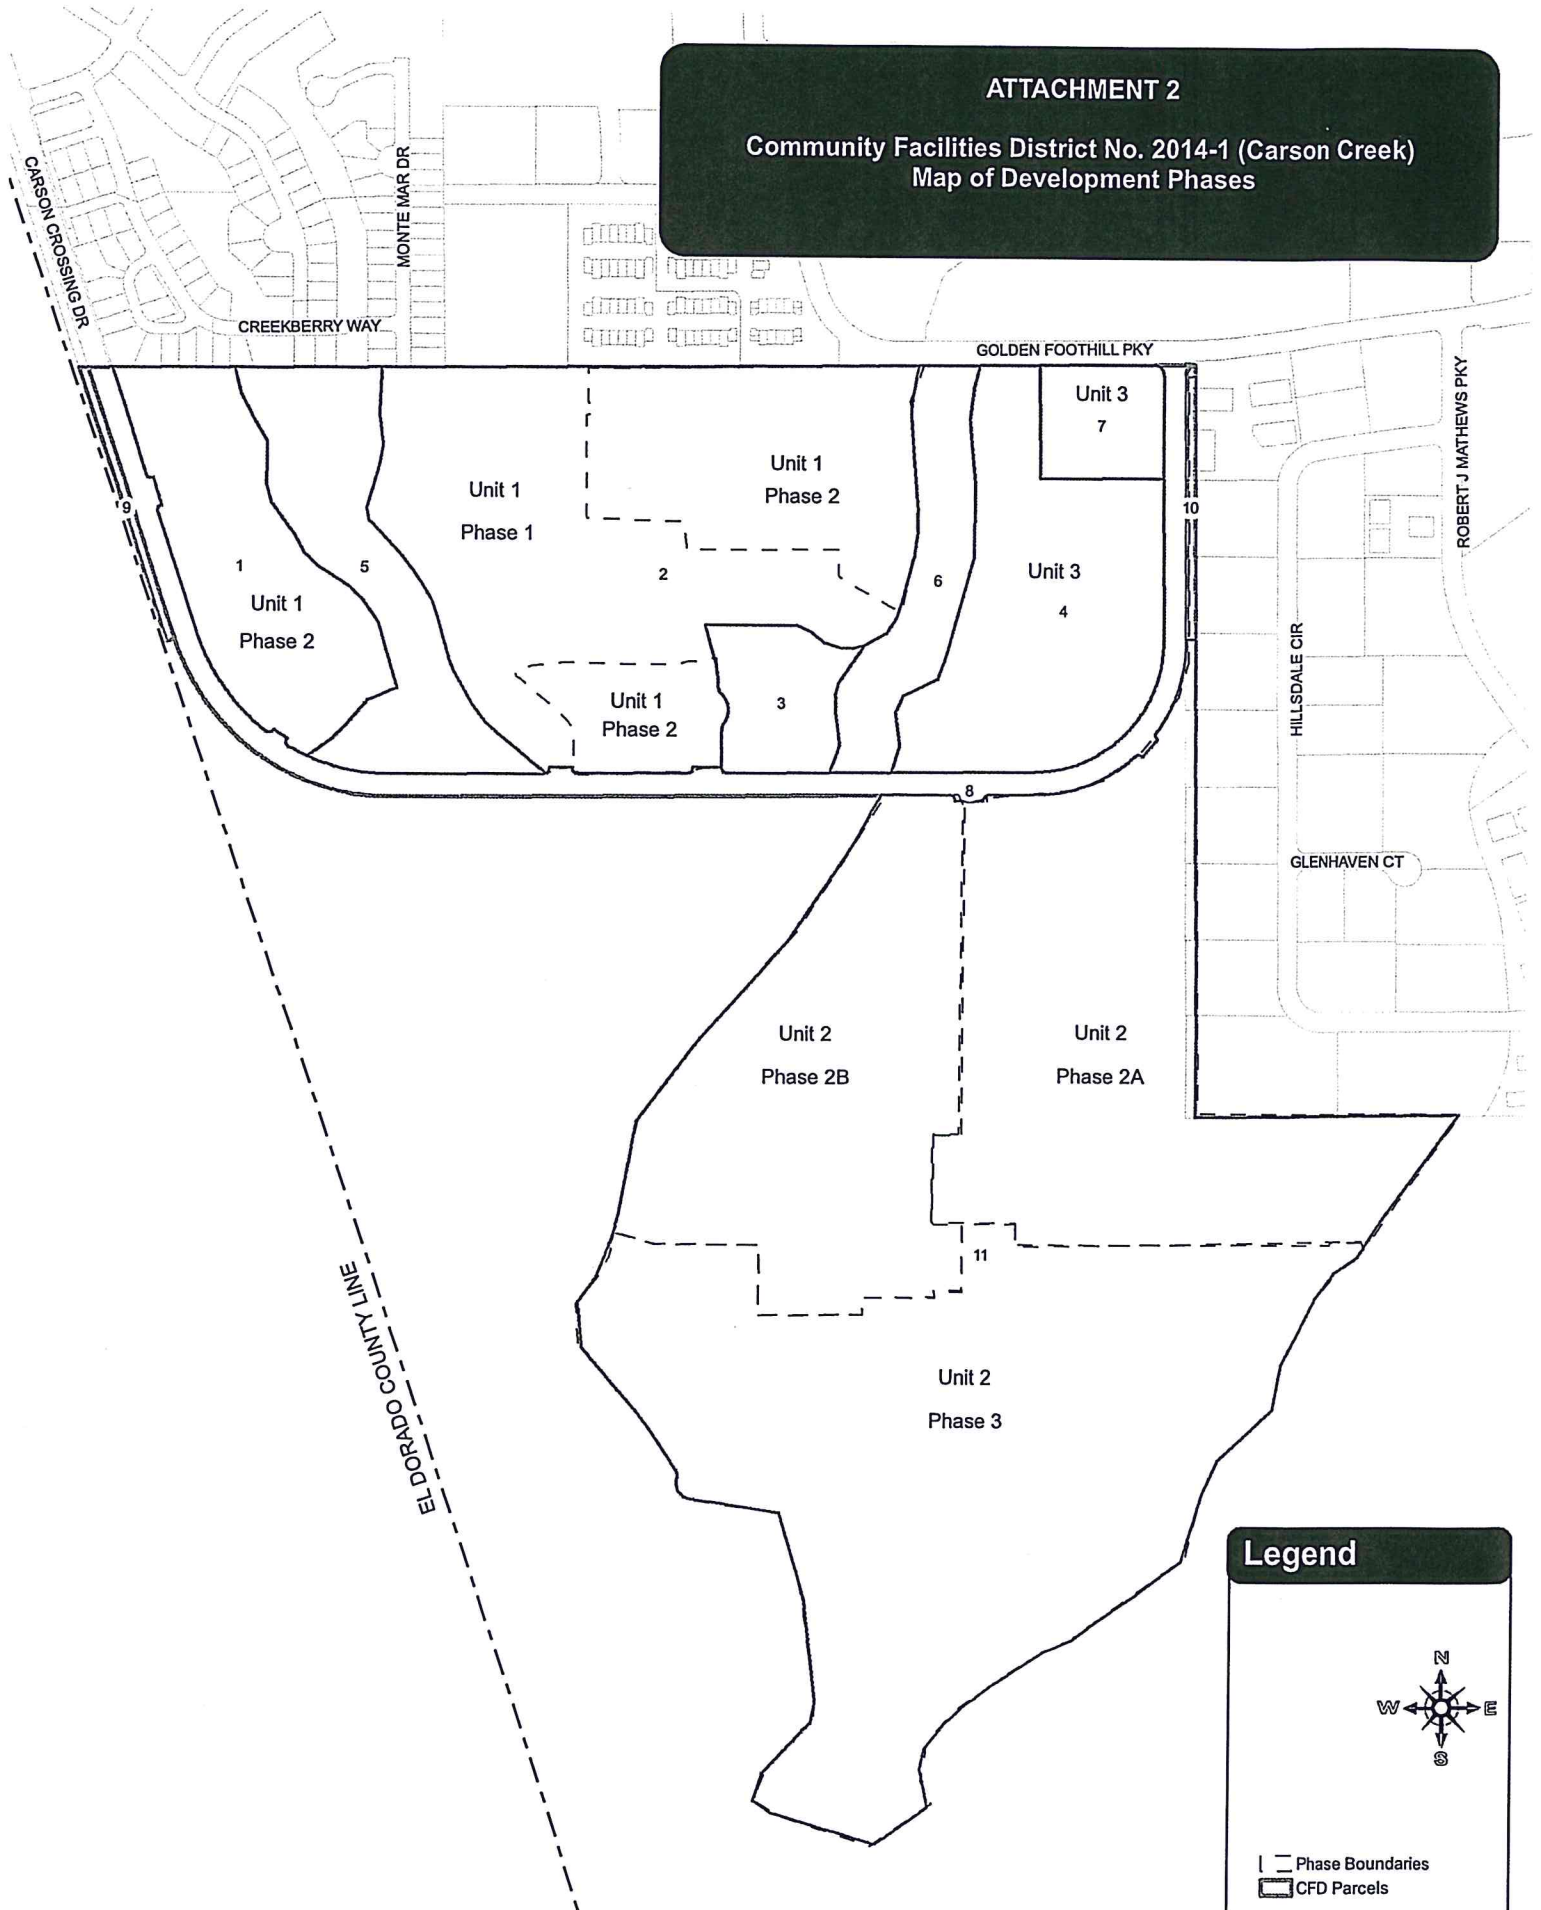 ATTACHMENT 2
Community Facilities District No. 2014-1 (Carson Creek)
Map of Development Phases
CARSON CROSSING DR
MONTE MAR DR
CREEKBERRY WAY
GOLDEN FOOTHILL PKY
ROBERT J MATHEWS PKY
Unit 3
7
Unit 1
Phase 2
Unit 1
Phase 1
9
10
1
5
2
6
Unit 3
4
Unit 1
Phase 2
HILLSDALE CIR
Unit 1
Phase 2
3
8
GLENHAVEN CT
Unit 2
Phase 2B
Unit 2
Phase 2A
11
EL DORADO COUNTY LINE
Unit 2
Phase 3
Legend
N
W
E
S
Phase Boundaries
CFD Parcels